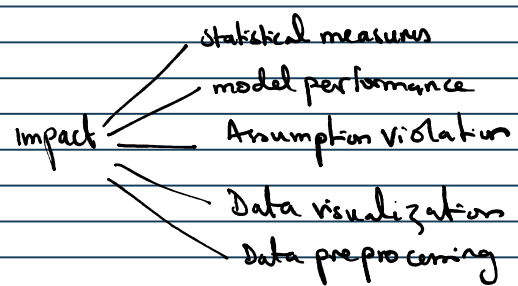 Statistical measures
model performance
Impact
Assumption violation
Data visualization
Data preprocessing